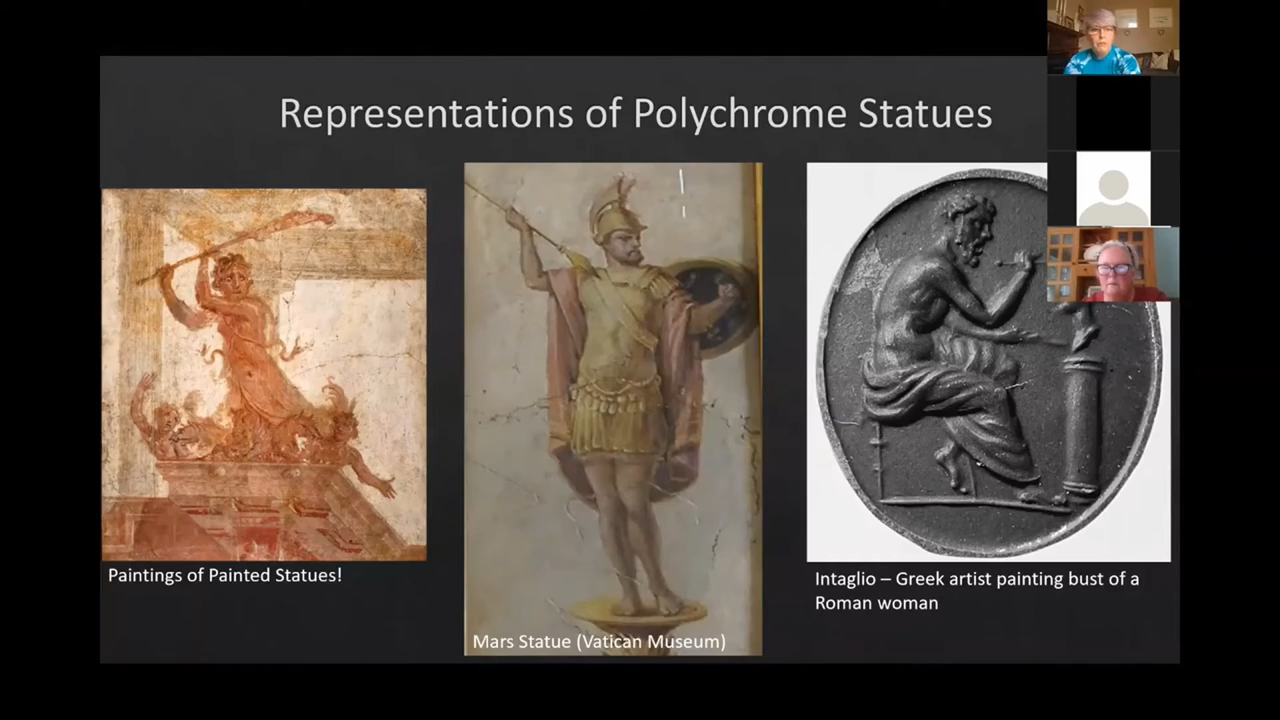 Representations of Polychrome Statues
Paintings of Painted Statues!
Mars Statue (Vatican Museum)
Intaglio – Greek artist painting bust of a
Roman woman